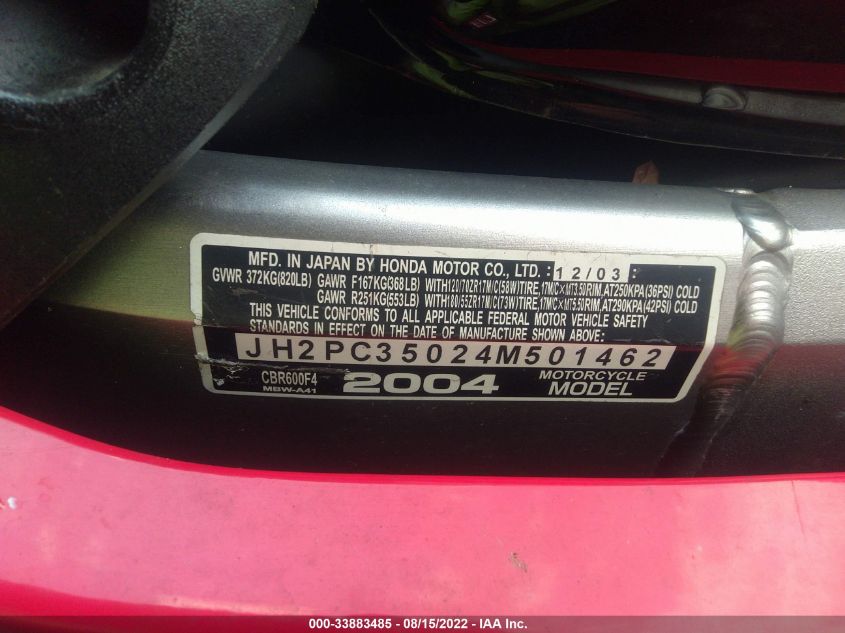 MFD. IN JAPAN BY HONDA MOTOR CO., LTD. 12/03
GVWR 372KG(820LB) GAWR F167KG(368LB) WITH120/70ZR17M/C(58W)TIRE,17M/C×MT3.50RIM,AT250KPA(36PSI) COLD
GAWR R251KG(553LB) WITH180/55ZR17M/C(73W)TIRE,17M/C×MT5.50RIM,AT290KPA(42PSI) COLD
THIS VEHICLE CONFORMS TO ALL APPLICABLE FEDERAL MOTOR VEHICLE SAFETY
STANDARDS IN EFFECT ON THE DATE OF MANUFACTURE SHOWN ABOVE:
JH2PC35024M501462
CBR600F4 2004 MOTORCYCLE
MBW-A41 MODEL
000-33883485 - 08/15/2022 - IAA Inc.